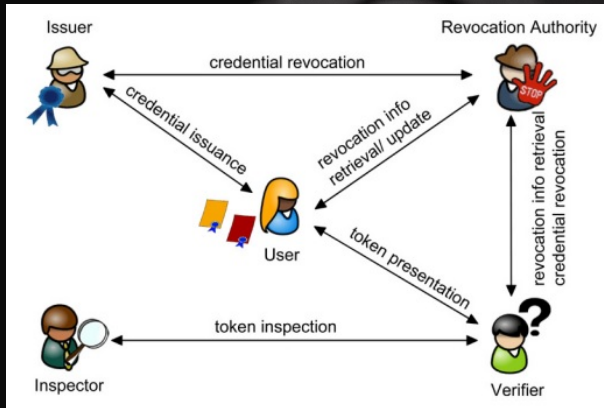 Issuer
Revocation Authority
credential revocation
STOP
credential issuance
revocation info
retrieval/ update
revocation info retrieval
credential revocation
User
token presentation
token inspection
?
Inspector
Verifier